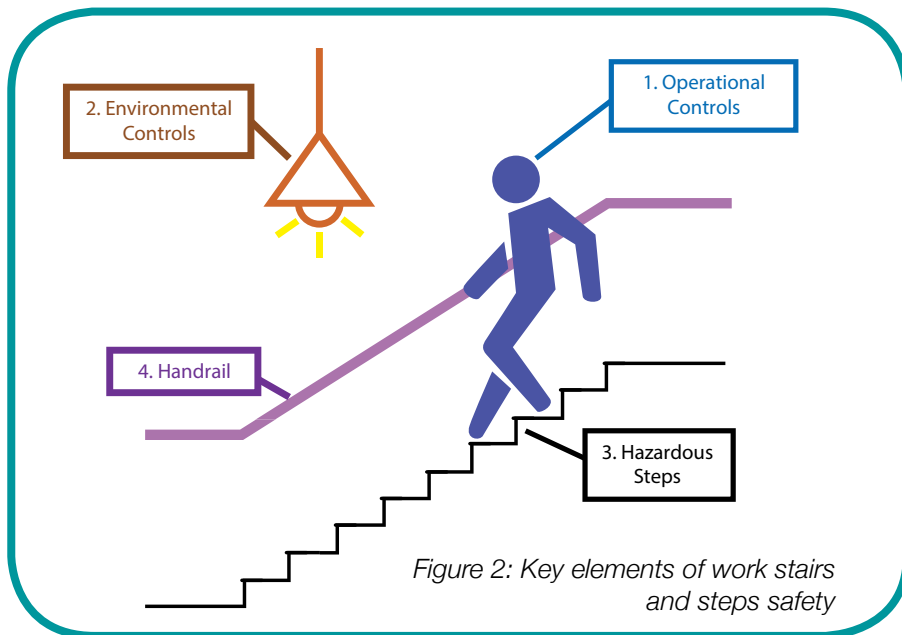 1. Operational
Controls
2. Environmental
Controls
4. Handrail
3. Hazardous
Steps
Figure 2: Key elements of work stairs
and steps safety